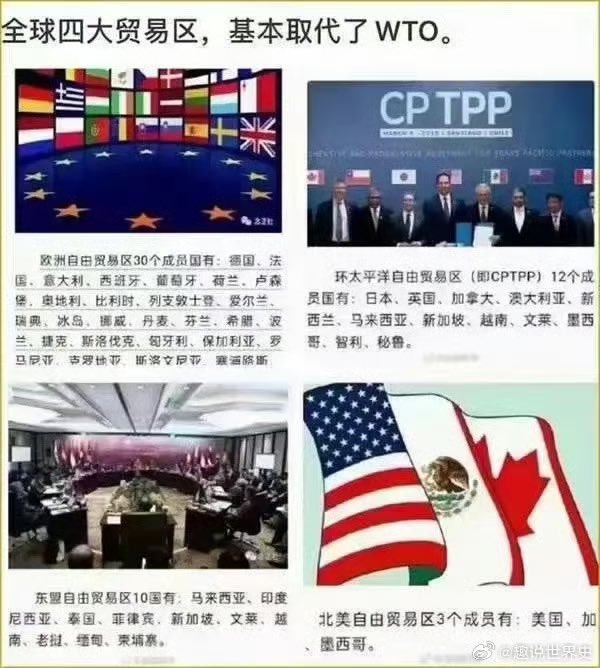 全球四大贸易区，基本取代了 WTO。
CPTPP
MARCH 8 - 2018 | SANTIAGO | CHILE
欧洲自由贸易区30个成员国有：德国、法
国、意大利、西班牙、葡萄牙、荷兰、卢森
堡、奥地利、比利时、列支敦士登、爱尔兰、
瑞典、冰岛、挪威、丹麦、芬兰、希腊、波
兰、捷克、斯洛伐克、匈牙利、保加利亚、罗
马尼亚、克罗地亚、斯洛文尼亚、塞浦路斯、
环太平洋自由贸易区（即CPTPP）12个成
员国有：日本、英国、加拿大、澳大利亚、新
西兰、马来西亚、新加坡、越南、文莱、墨西
哥、智利、秘鲁。
东盟自由贸易区10国有：马来西亚、印度
尼西亚、泰国、菲律宾、新加坡、文莱、越
南、老挝、缅甸、柬埔寨。
北美自由贸易区3个成员有：美国、加
、墨西哥。
@趣说世界史